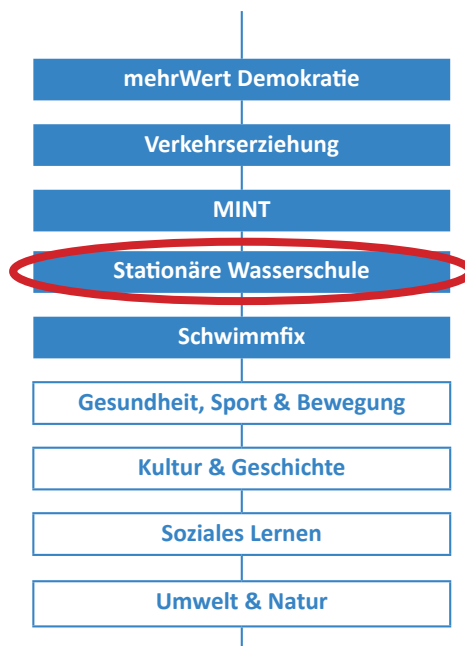 mehrWert Demokratie
Verkehrserziehung
MINT
Stationäre Wasserschule
Schwimmfix
Gesundheit, Sport & Bewegung
Kultur & Geschichte
Soziales Lernen
Umwelt & Natur